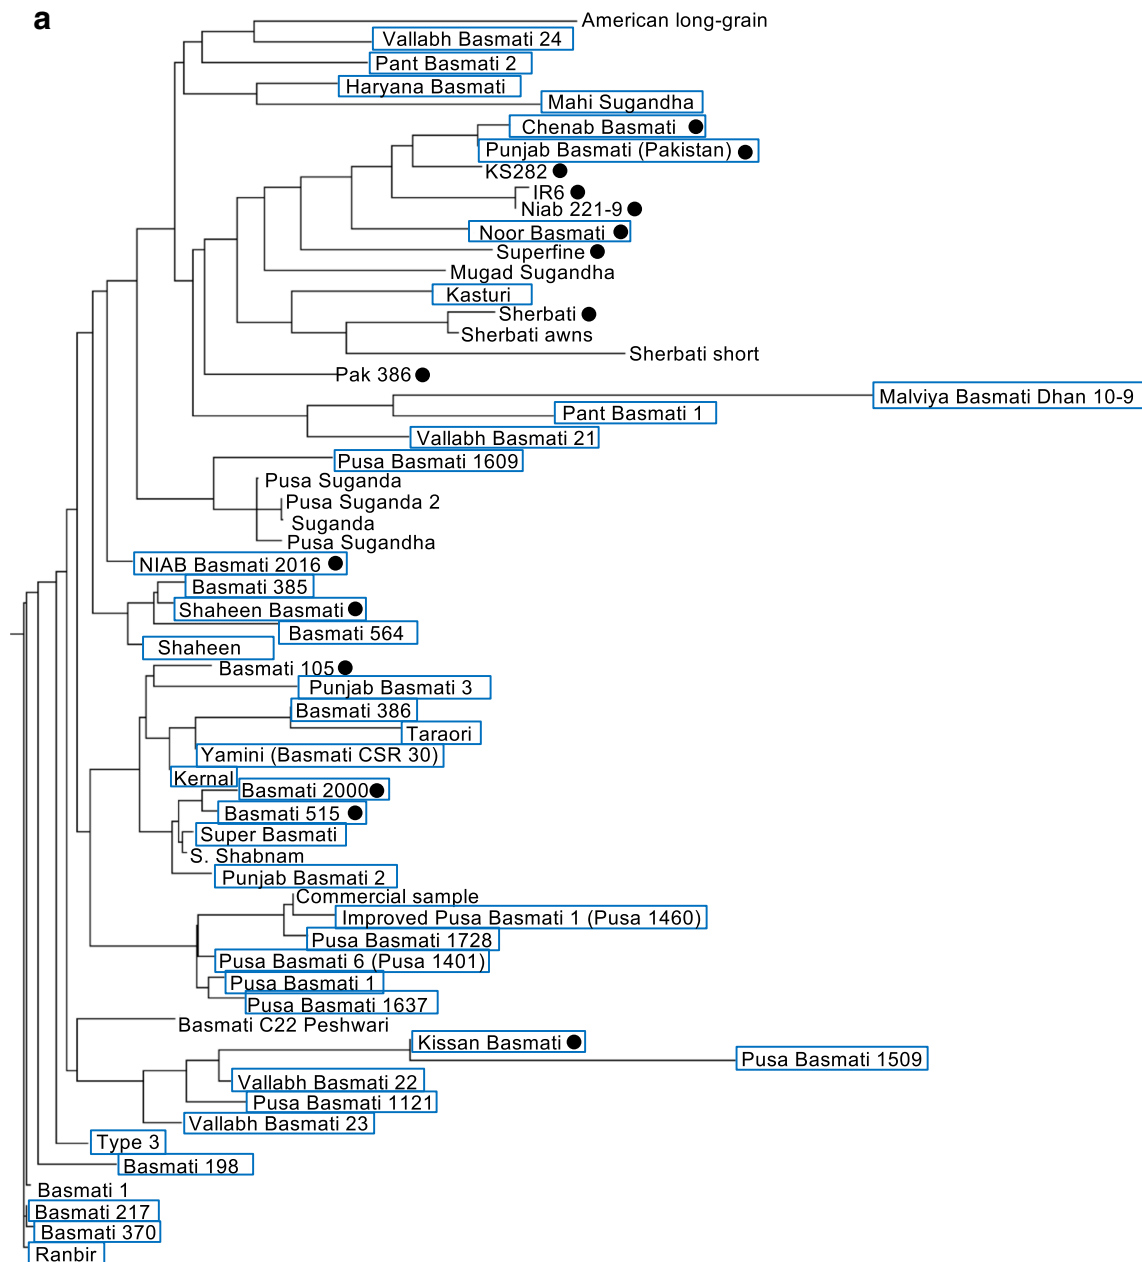 a
American long-grain
Vallabh Basmati 24
Pant Basmati 2
Haryana Basmati
Mahi Sugandha
Chenab Basmati
Punjab Basmati (Pakistan)
KS282
IR6
Niab 221-9
Noor Basmati
Superfine
Mugad Sugandha
Kasturi
Sherbati
Sherbati awns
Sherbati short
Pak 386
Malviya Basmati Dhan 10-9
Pant Basmati 1
Vallabh Basmati 21
Pusa Basmati 1609
Pusa Suganda
Pusa Suganda 2
Suganda
Pusa Sugandha
NIAB Basmati 2016
Basmati 385
Shaheen Basmati
Basmati 564
Shaheen
Basmati 105
Punjab Basmati 3
Basmati 386
Taraori
Yamini (Basmati CSR 30)
Kernal
Basmati 2000
Basmati 515
Super Basmati
S. Shabnam
Punjab Basmati 2
Commercial sample
Improved Pusa Basmati 1 (Pusa 1460)
Pusa Basmati 1728
Pusa Basmati 6 (Pusa 1401)
Pusa Basmati 1
Pusa Basmati 1637
Basmati C22 Peshwari
Kissan Basmati
Pusa Basmati 1509
Vallabh Basmati 22
Pusa Basmati 1121
Vallabh Basmati 23
Type 3
Basmati 198
Basmati 1
Basmati 217
Basmati 370
Ranbir